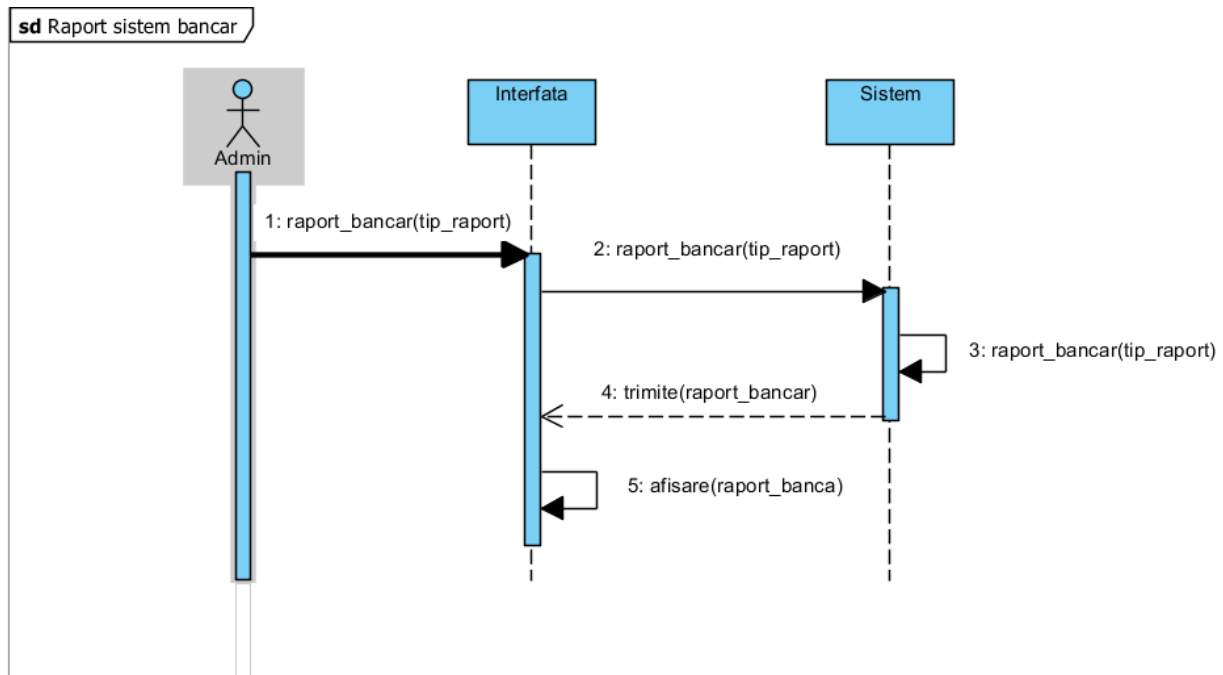 sd Raport sistem bancar
Admin
Interfata
Sistem
1: raport_bancar(tip_raport)
2: raport_bancar(tip_raport)
3: raport_bancar(tip_raport)
4: trimite(raport_bancar)
5: afisare(raport_banca)